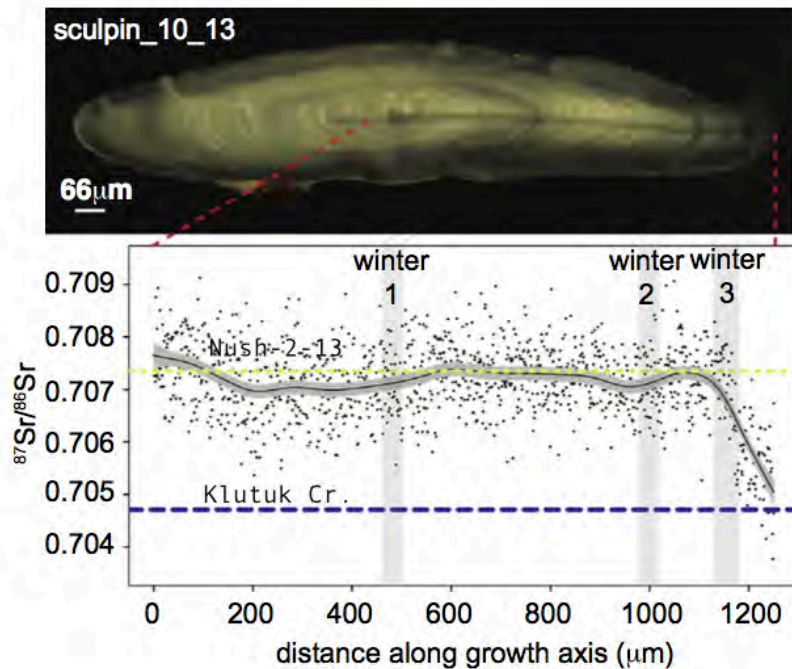 sculpin_10_13
66μm
winter winter winter
1 2 3
0.709
0.708
Nush-2-13
0.707
0.706
0.705
Klutuk Cr.
0.704
⁸⁷Sr/⁸⁶Sr
0 200 400 600 800 1000 1200
distance along growth axis (μm)